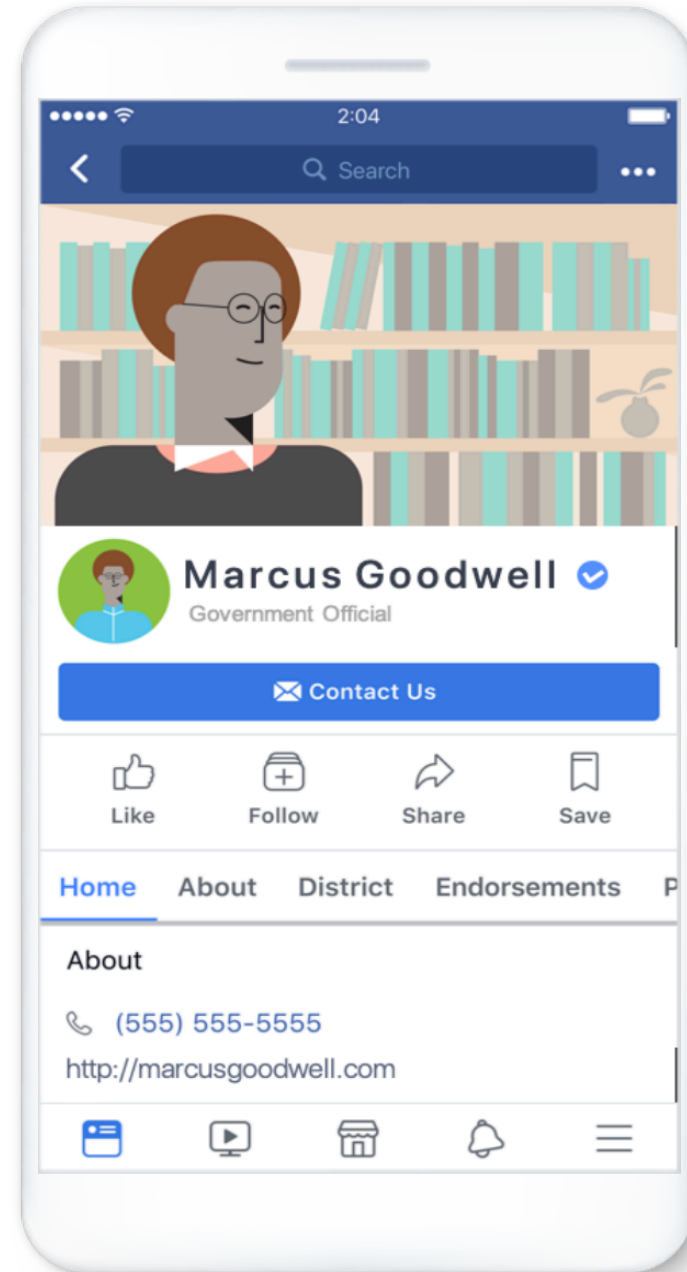 2:04
Search
Marcus Goodwell
Government Official
Contact Us
Like Follow Share Save
Home About District Endorsements P
About
(555) 555-5555
http://marcusgoodwell.com